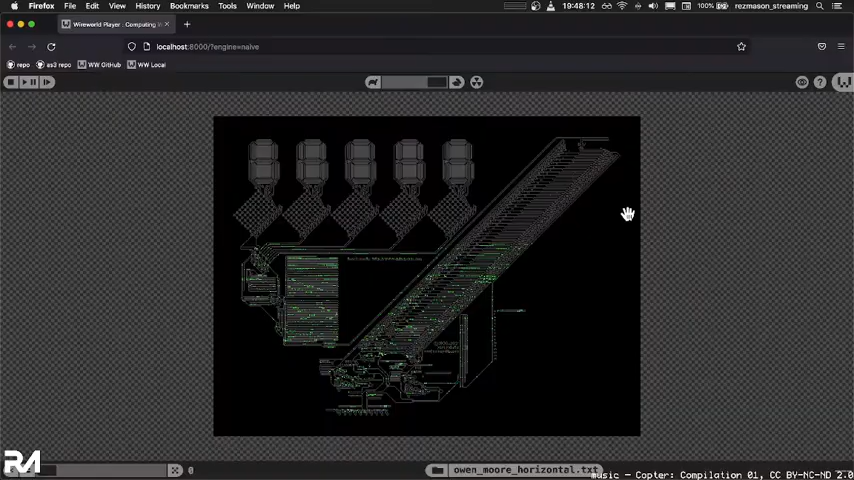 Firefox File Edit View History Bookmarks Tools Window Help 100% 19:48:12 rezmason_streaming
Wireworld Player : Computing V
localhost:8000/?engine=naive
repo as3 repo WW GitHub WW Local
0
owen_moore_horizontal.txt
music - Copter: Compilation 01, CC BY-NC-ND 2.0